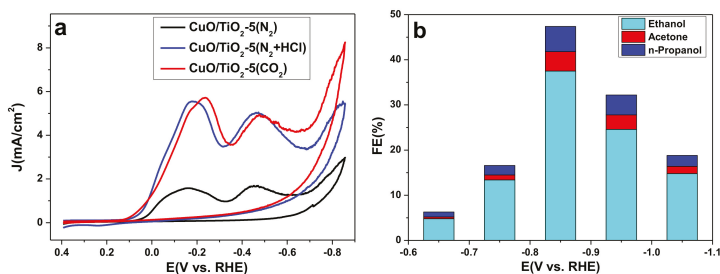 a
CuO/TiO₂-5(N₂)
CuO/TiO₂-5(N₂+HCl)
CuO/TiO₂-5(CO₂)
J(mA/cm²)
8
6
4
2
0
0.4 0.2 0.0 -0.2 -0.4 -0.6 -0.8
E(V vs. RHE)
b
Ethanol
Acetone
n-Propanol
FE(%)
50
40
30
20
10
0
-0.6 -0.7 -0.8 -0.9 -1.0 -1.1
E(V vs. RHE)